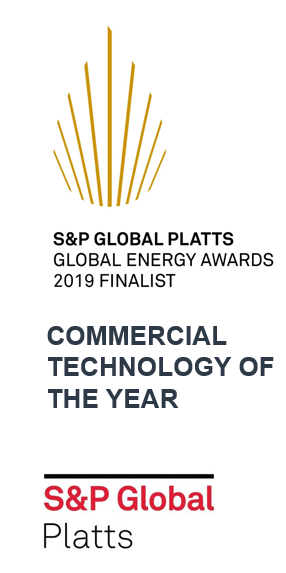 S&P GLOBAL PLATTS
GLOBAL ENERGY AWARDS
2019 FINALIST
COMMERCIAL
TECHNOLOGY OF
THE YEAR
S&P Global
Platts